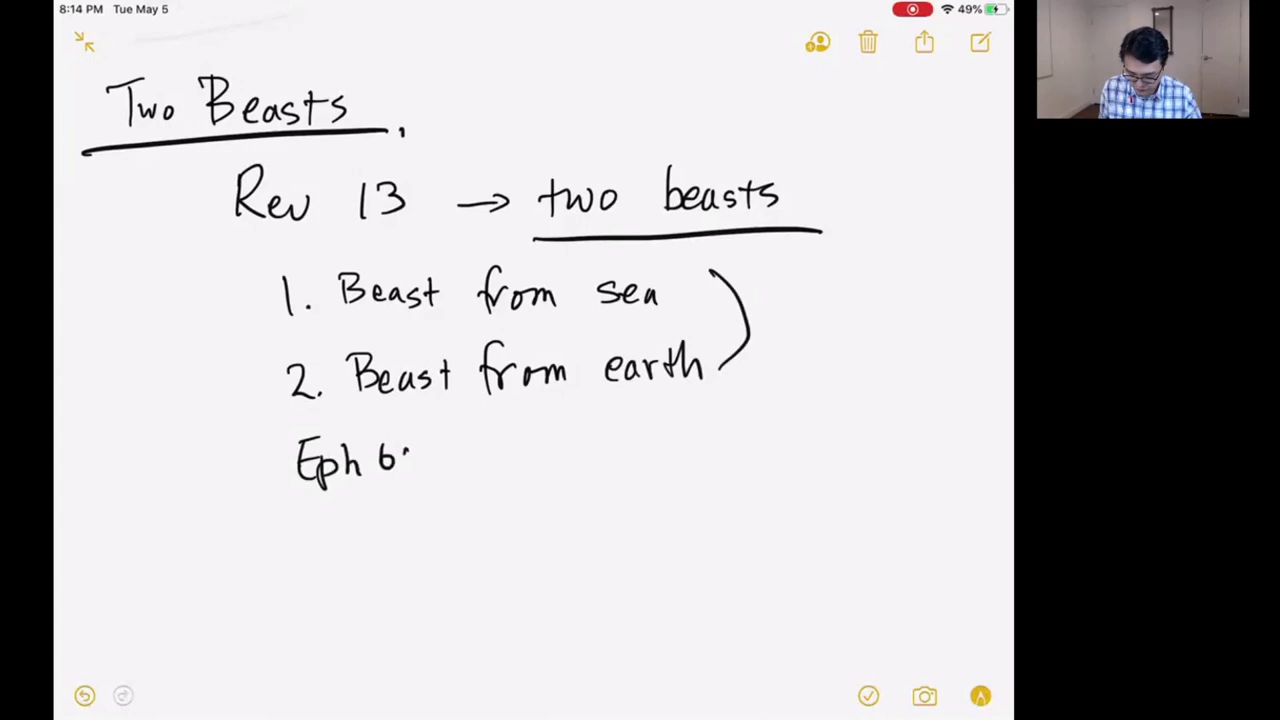 8:14 PM Tue May 5 49%
Two Beasts.
Rev 13 → two beasts
1. Beast from sea
2. Beast from earth
Eph 6: